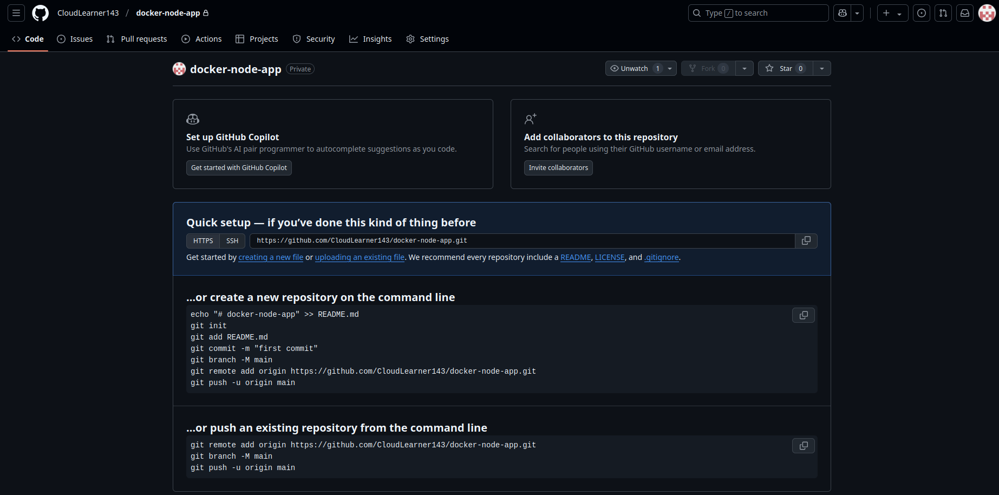 CloudLearner143 / docker-node-app
Type / to search
Code Issues Pull requests Actions Projects Security Insights Settings
docker-node-app Private
Unwatch 1 Fork 0 Star 0
Set up GitHub Copilot
Use GitHub's AI pair programmer to autocomplete suggestions as you code.
Get started with GitHub Copilot
Add collaborators to this repository
Search for people using their GitHub username or email address.
Invite collaborators
Quick setup — if you’ve done this kind of thing before
HTTPS SSH https://github.com/CloudLearner143/docker-node-app.git
Get started by creating a new file or uploading an existing file. We recommend every repository include a README, LICENSE, and .gitignore.
…or create a new repository on the command line
echo "# docker-node-app" >> README.md
git init
git add README.md
git commit -m "first commit"
git branch -M main
git remote add origin https://github.com/CloudLearner143/docker-node-app.git
git push -u origin main
…or push an existing repository from the command line
git remote add origin https://github.com/CloudLearner143/docker-node-app.git
git branch -M main
git push -u origin main